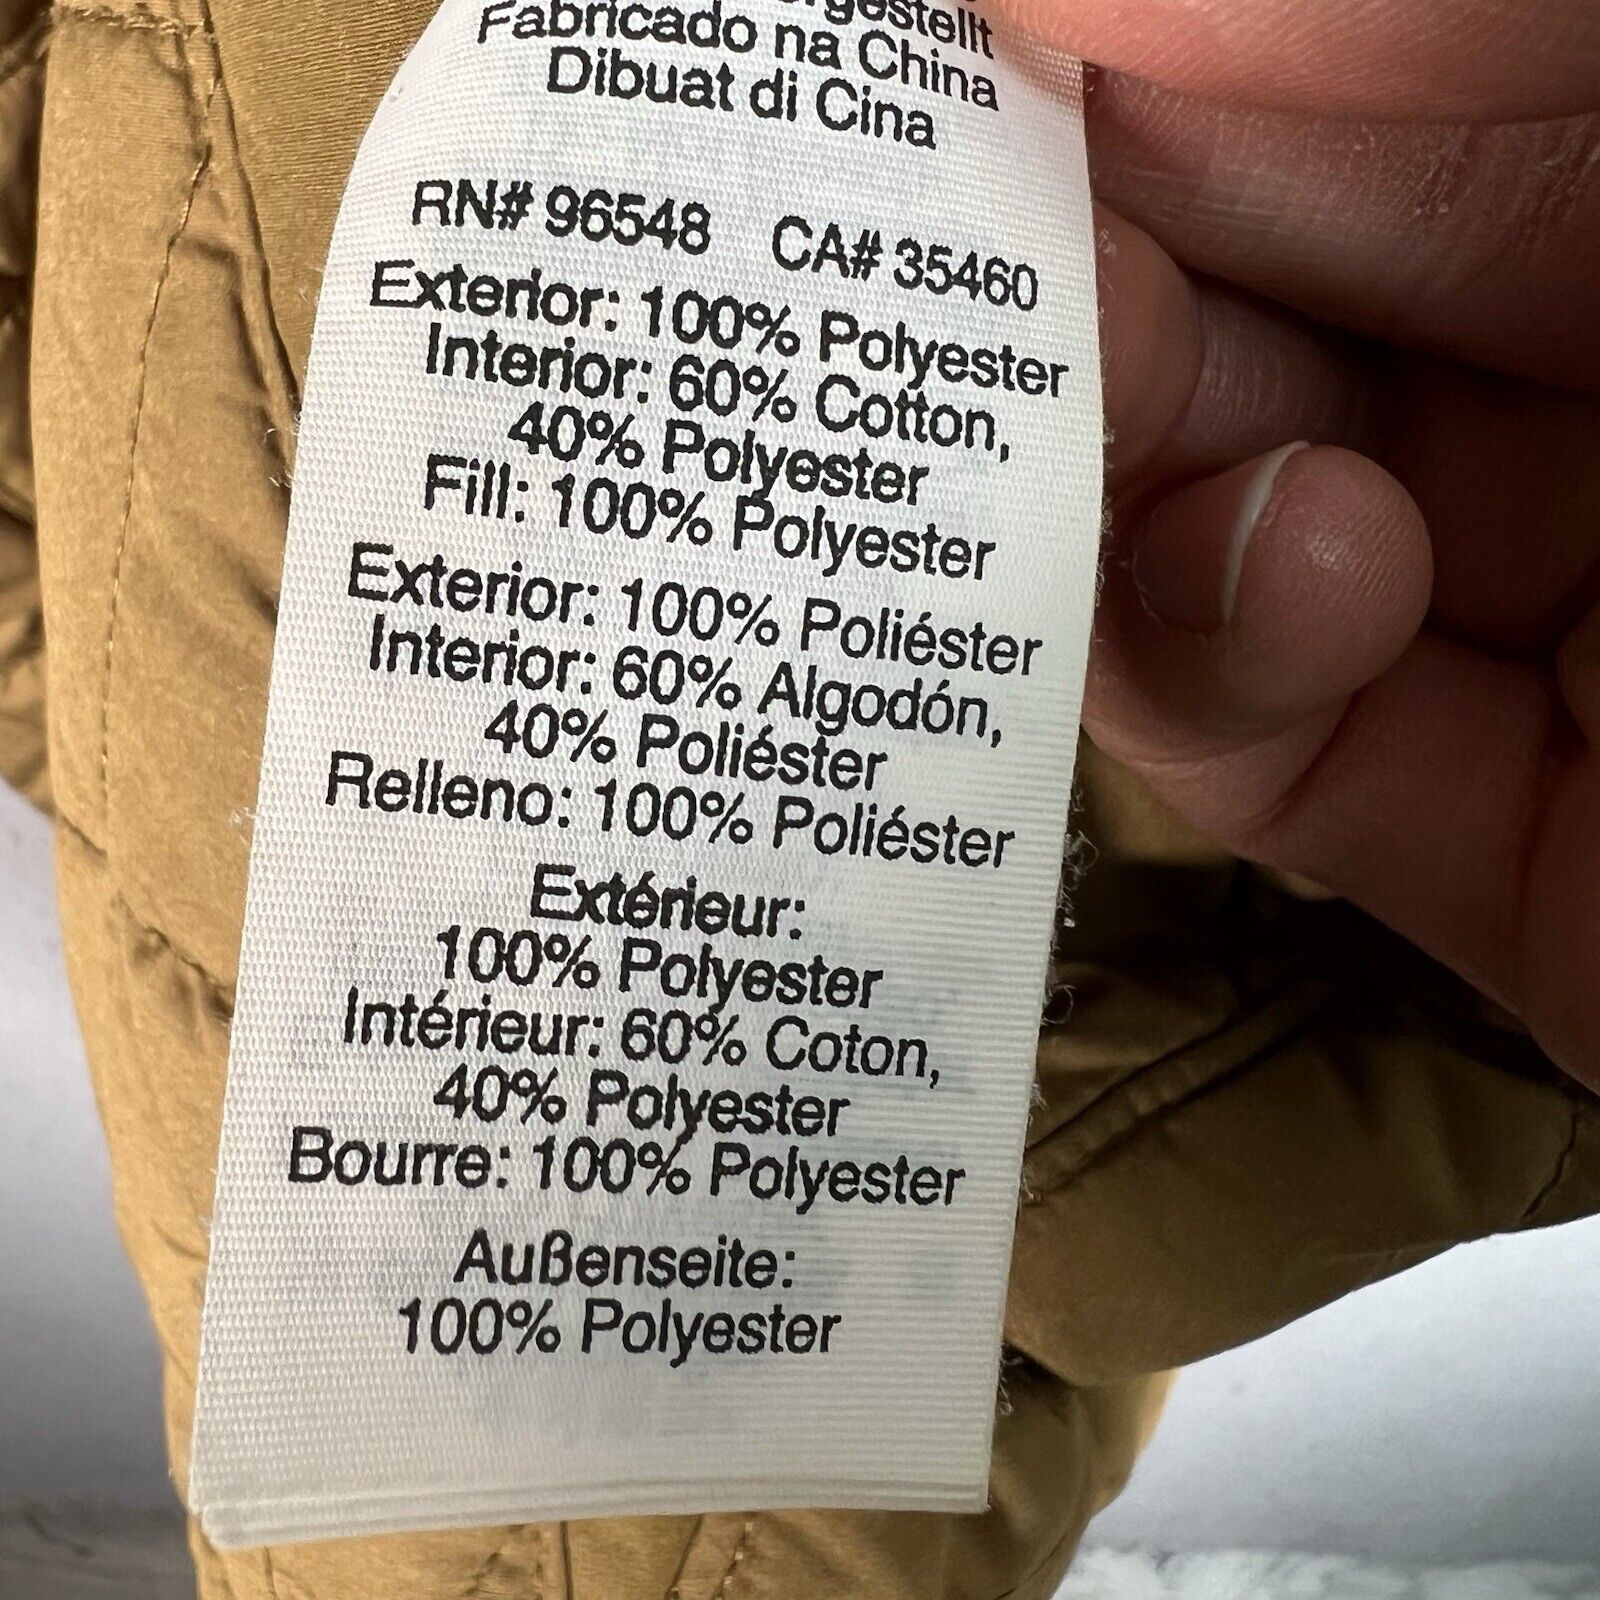 Fabricado na China
Dibuat di Cina
RN# 96548 CA# 35460
Exterior: 100% Polyester
Interior: 60% Cotton,
40% Polyester
Fill: 100% Polyester
Exterior: 100% Poliéster
Interior: 60% Algodón,
40% Poliéster
Relleno: 100% Poliéster
Extérieur:
100% Polyester
Intérieur: 60% Coton,
40% Polyester
Bourre: 100% Polyester
Außenseite:
100% Polyester